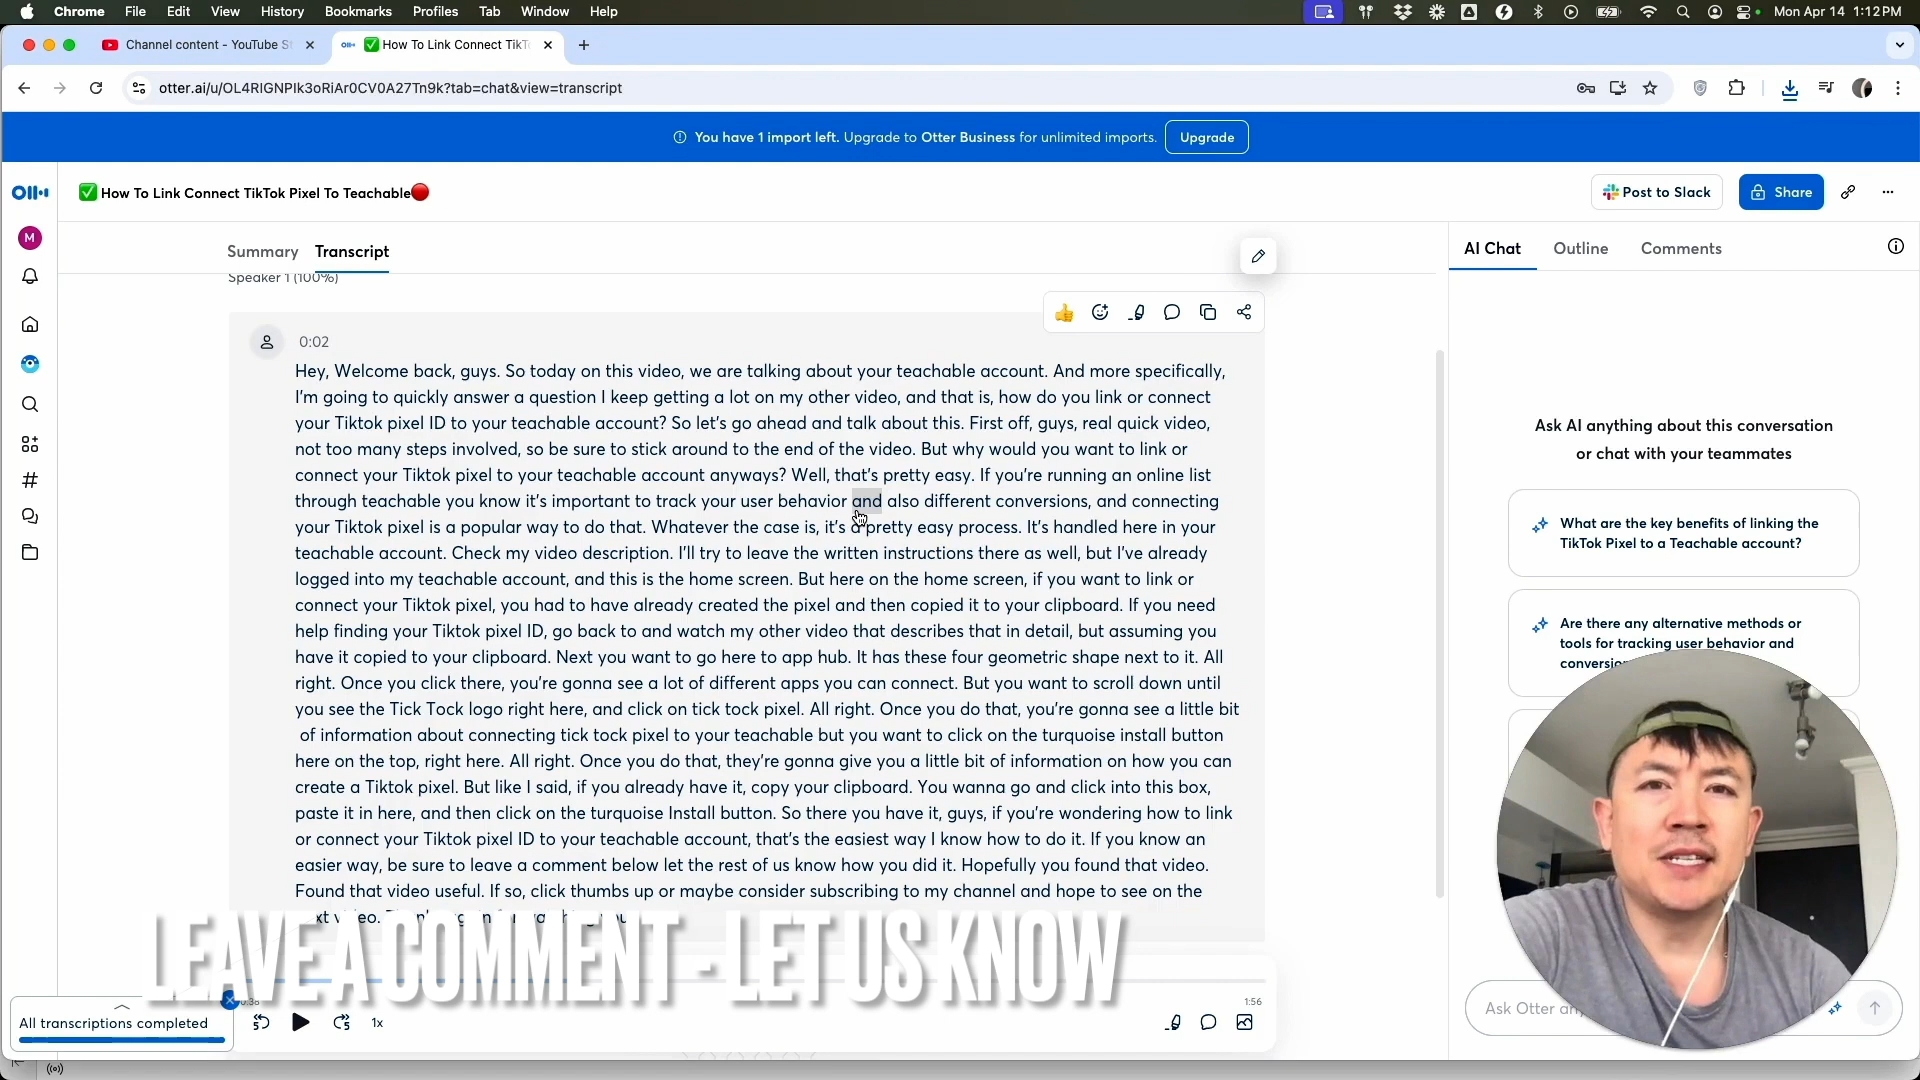 Chrome File Edit View History Bookmarks Profiles Tab Window Help Mon Apr 14 1:12 PM
Channel content - YouTube St
✅ How To Link Connect TikT
otter.ai/u/OL4RIGNPIk3oRiAr0CV0A27Tn9k?tab=chat&view=transcript
You have 1 import left. Upgrade to Otter Business for unlimited imports. Upgrade
✅ How To Link Connect TikTok Pixel To Teachable🔴
Post to Slack
Share
M
Summary Transcript
AI Chat Outline Comments
Speaker 1 (100%)
0:02
Hey, Welcome back, guys. So today on this video, we are talking about your teachable account. And more specifically,
I'm going to quickly answer a question I keep getting a lot on my other video, and that is, how do you link or connect
your Tiktok pixel ID to your teachable account? So let's go ahead and talk about this. First off, guys, real quick video,
not too many steps involved, so be sure to stick around to the end of the video. But why would you want to link or
connect your Tiktok pixel to your teachable account anyways? Well, that's pretty easy. If you're running an online list
through teachable you know it's important to track your user behavior and also different conversions, and connecting
your Tiktok pixel is a popular way to do that. Whatever the case is, it's a pretty easy process. It's handled here in your
teachable account. Check my video description. I'll try to leave the written instructions there as well, but I've already
logged into my teachable account, and this is the home screen. But here on the home screen, if you want to link or
connect your Tiktok pixel, you had to have already created the pixel and then copied it to your clipboard. If you need
help finding your Tiktok pixel ID, go back to and watch my other video that describes that in detail, but assuming you
have it copied to your clipboard. Next you want to go here to app hub. It has these four geometric shape next to it. All
right. Once you click there, you're gonna see a lot of different apps you can connect. But you want to scroll down until
you see the Tick Tock logo right here, and click on tick tock pixel. All right. Once you do that, you're gonna see a little bit
of information about connecting tick tock pixel to your teachable but you want to click on the turquoise install button
here on the top, right here. All right. Once you do that, they're gonna give you a little bit of information on how you can
create a Tiktok pixel. But like I said, if you already have it, copy your clipboard. You wanna go and click into this box,
paste it in here, and then click on the turquoise Install button. So there you have it, guys, if you're wondering how to link
or connect your Tiktok pixel ID to your teachable account, that's the easiest way I know how to do it. If you know an
easier way, be sure to leave a comment below let the rest of us know how you did it. Hopefully you found that video.
Found that video useful. If so, click thumbs up or maybe consider subscribing to my channel and hope to see on the
video.
Ask AI anything about this conversation
or chat with your teammates
What are the key benefits of linking the
TikTok Pixel to a Teachable account?
Are there any alternative methods or
tools for tracking user behavior and
LEAVE A COMMENT - LET US KNOW
0:38
1:56
1x
All transcriptions completed
Ask Otter